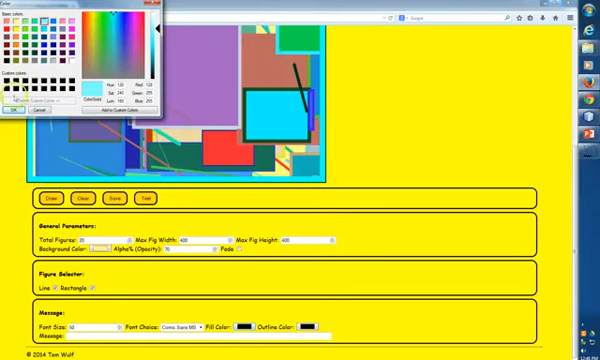 Color
Basic colors:
Custom colors:
Define Custom Colors >>
OK Cancel
Hue: 120 Red: 128
Sat: 240 Green: 255
Color|Solid Lum: 180 Blue: 255
Add to Custom Colors
Google
Draw Clear Save Text
General Parameters:
Total Figures: 20 Max Fig Width: 400 Max Fig Height: 400
Background Color: Alpha% (Opacity): 70 Fade
Figure Selector:
Line Rectangle
Message:
Font Size: 50 Font Choice: Comic Sans MS Fill Color: Outline Color:
Message:
© 2014 Tom Wulf